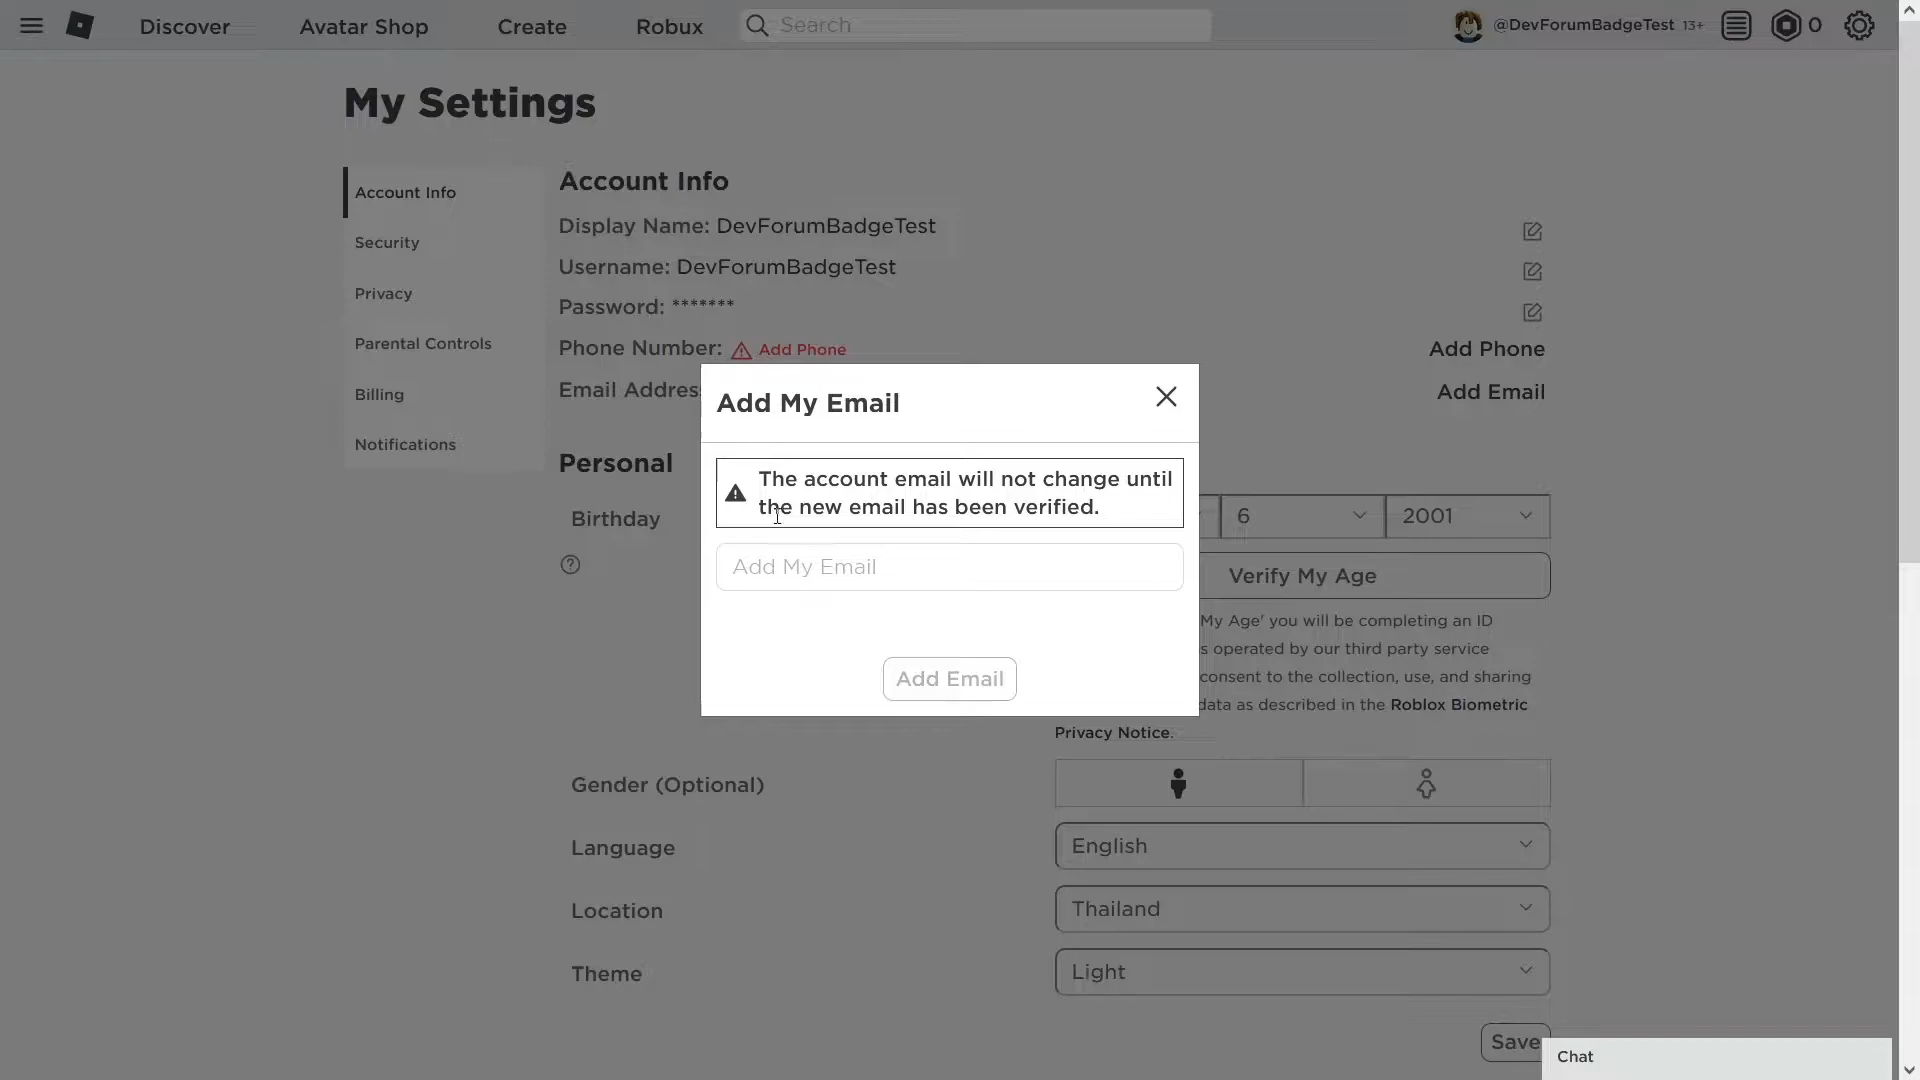 Discover
Avatar Shop
Create
Robux
Search
@DevForumBadgeTest 13+
0
My Settings
Account Info
Security
Privacy
Parental Controls
Billing
Notifications
Account Info
Display Name: DevForumBadgeTest
Username: DevForumBadgeTest
Password: *******
Phone Number: Add Phone
Add Phone
Email Addres
Add Email
Add My Email
The account email will not change until
the new email has been verified.
Add My Email
Add Email
Personal
Birthday
6
2001
Verify My Age
My Age' you will be completing an ID
s operated by our third party service
consent to the collection, use, and sharing
data as described in the Roblox Biometric
Privacy Notice.
Gender (Optional)
Language
English
Location
Thailand
Theme
Light
Save
Chat